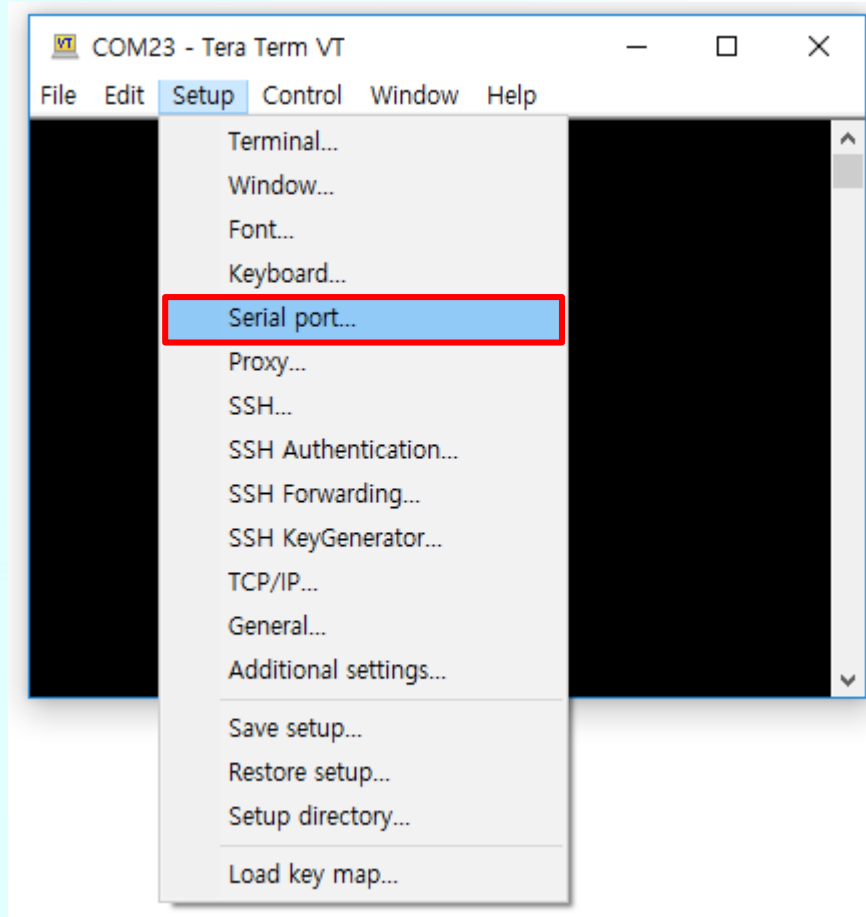 COM23 - Tera Term VT
File Edit Setup Control Window Help
Terminal...
Window...
Font...
Keyboard...
Serial port...
Proxy...
SSH...
SSH Authentication...
SSH Forwarding...
SSH KeyGenerator...
TCP/IP...
General...
Additional settings...
Save setup...
Restore setup...
Setup directory...
Load key map...